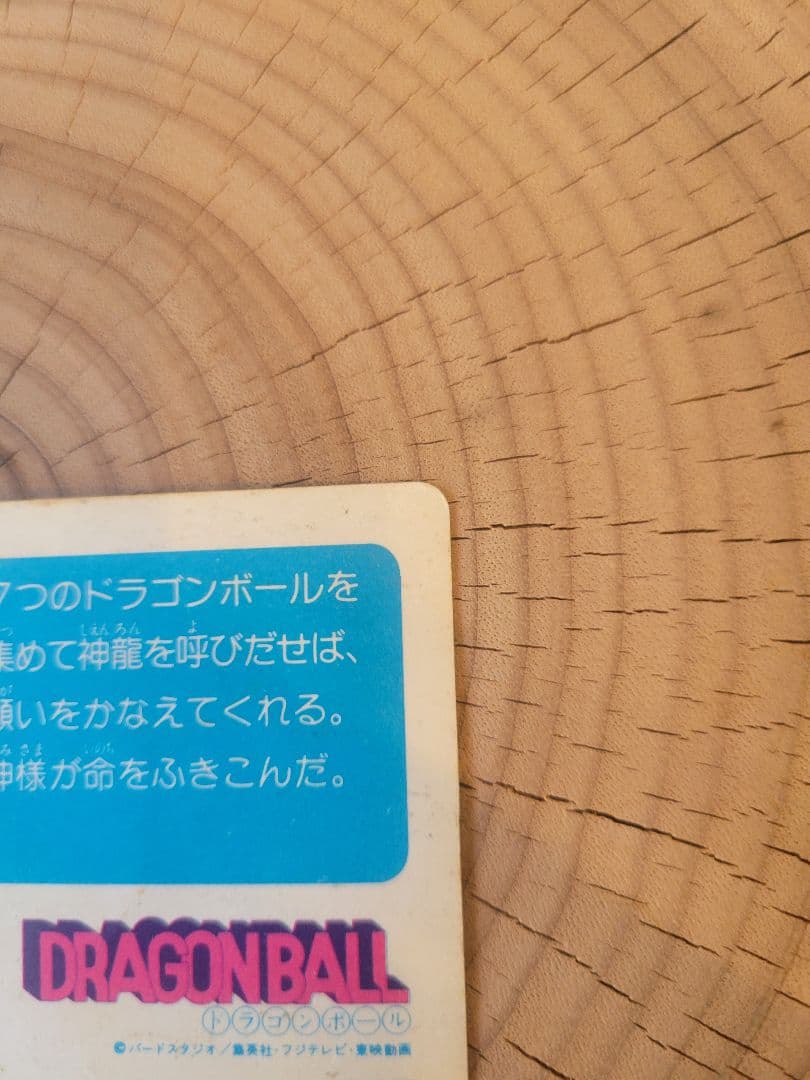 7つのドラゴンボールを
集めて神龍を呼びだせば、
願いをかなえてくれる。
神様が命をふきこんだ。
DRAGONBALL
ドラゴンボール
©バードスタジオ/集英社・フジテレビ・東映動画